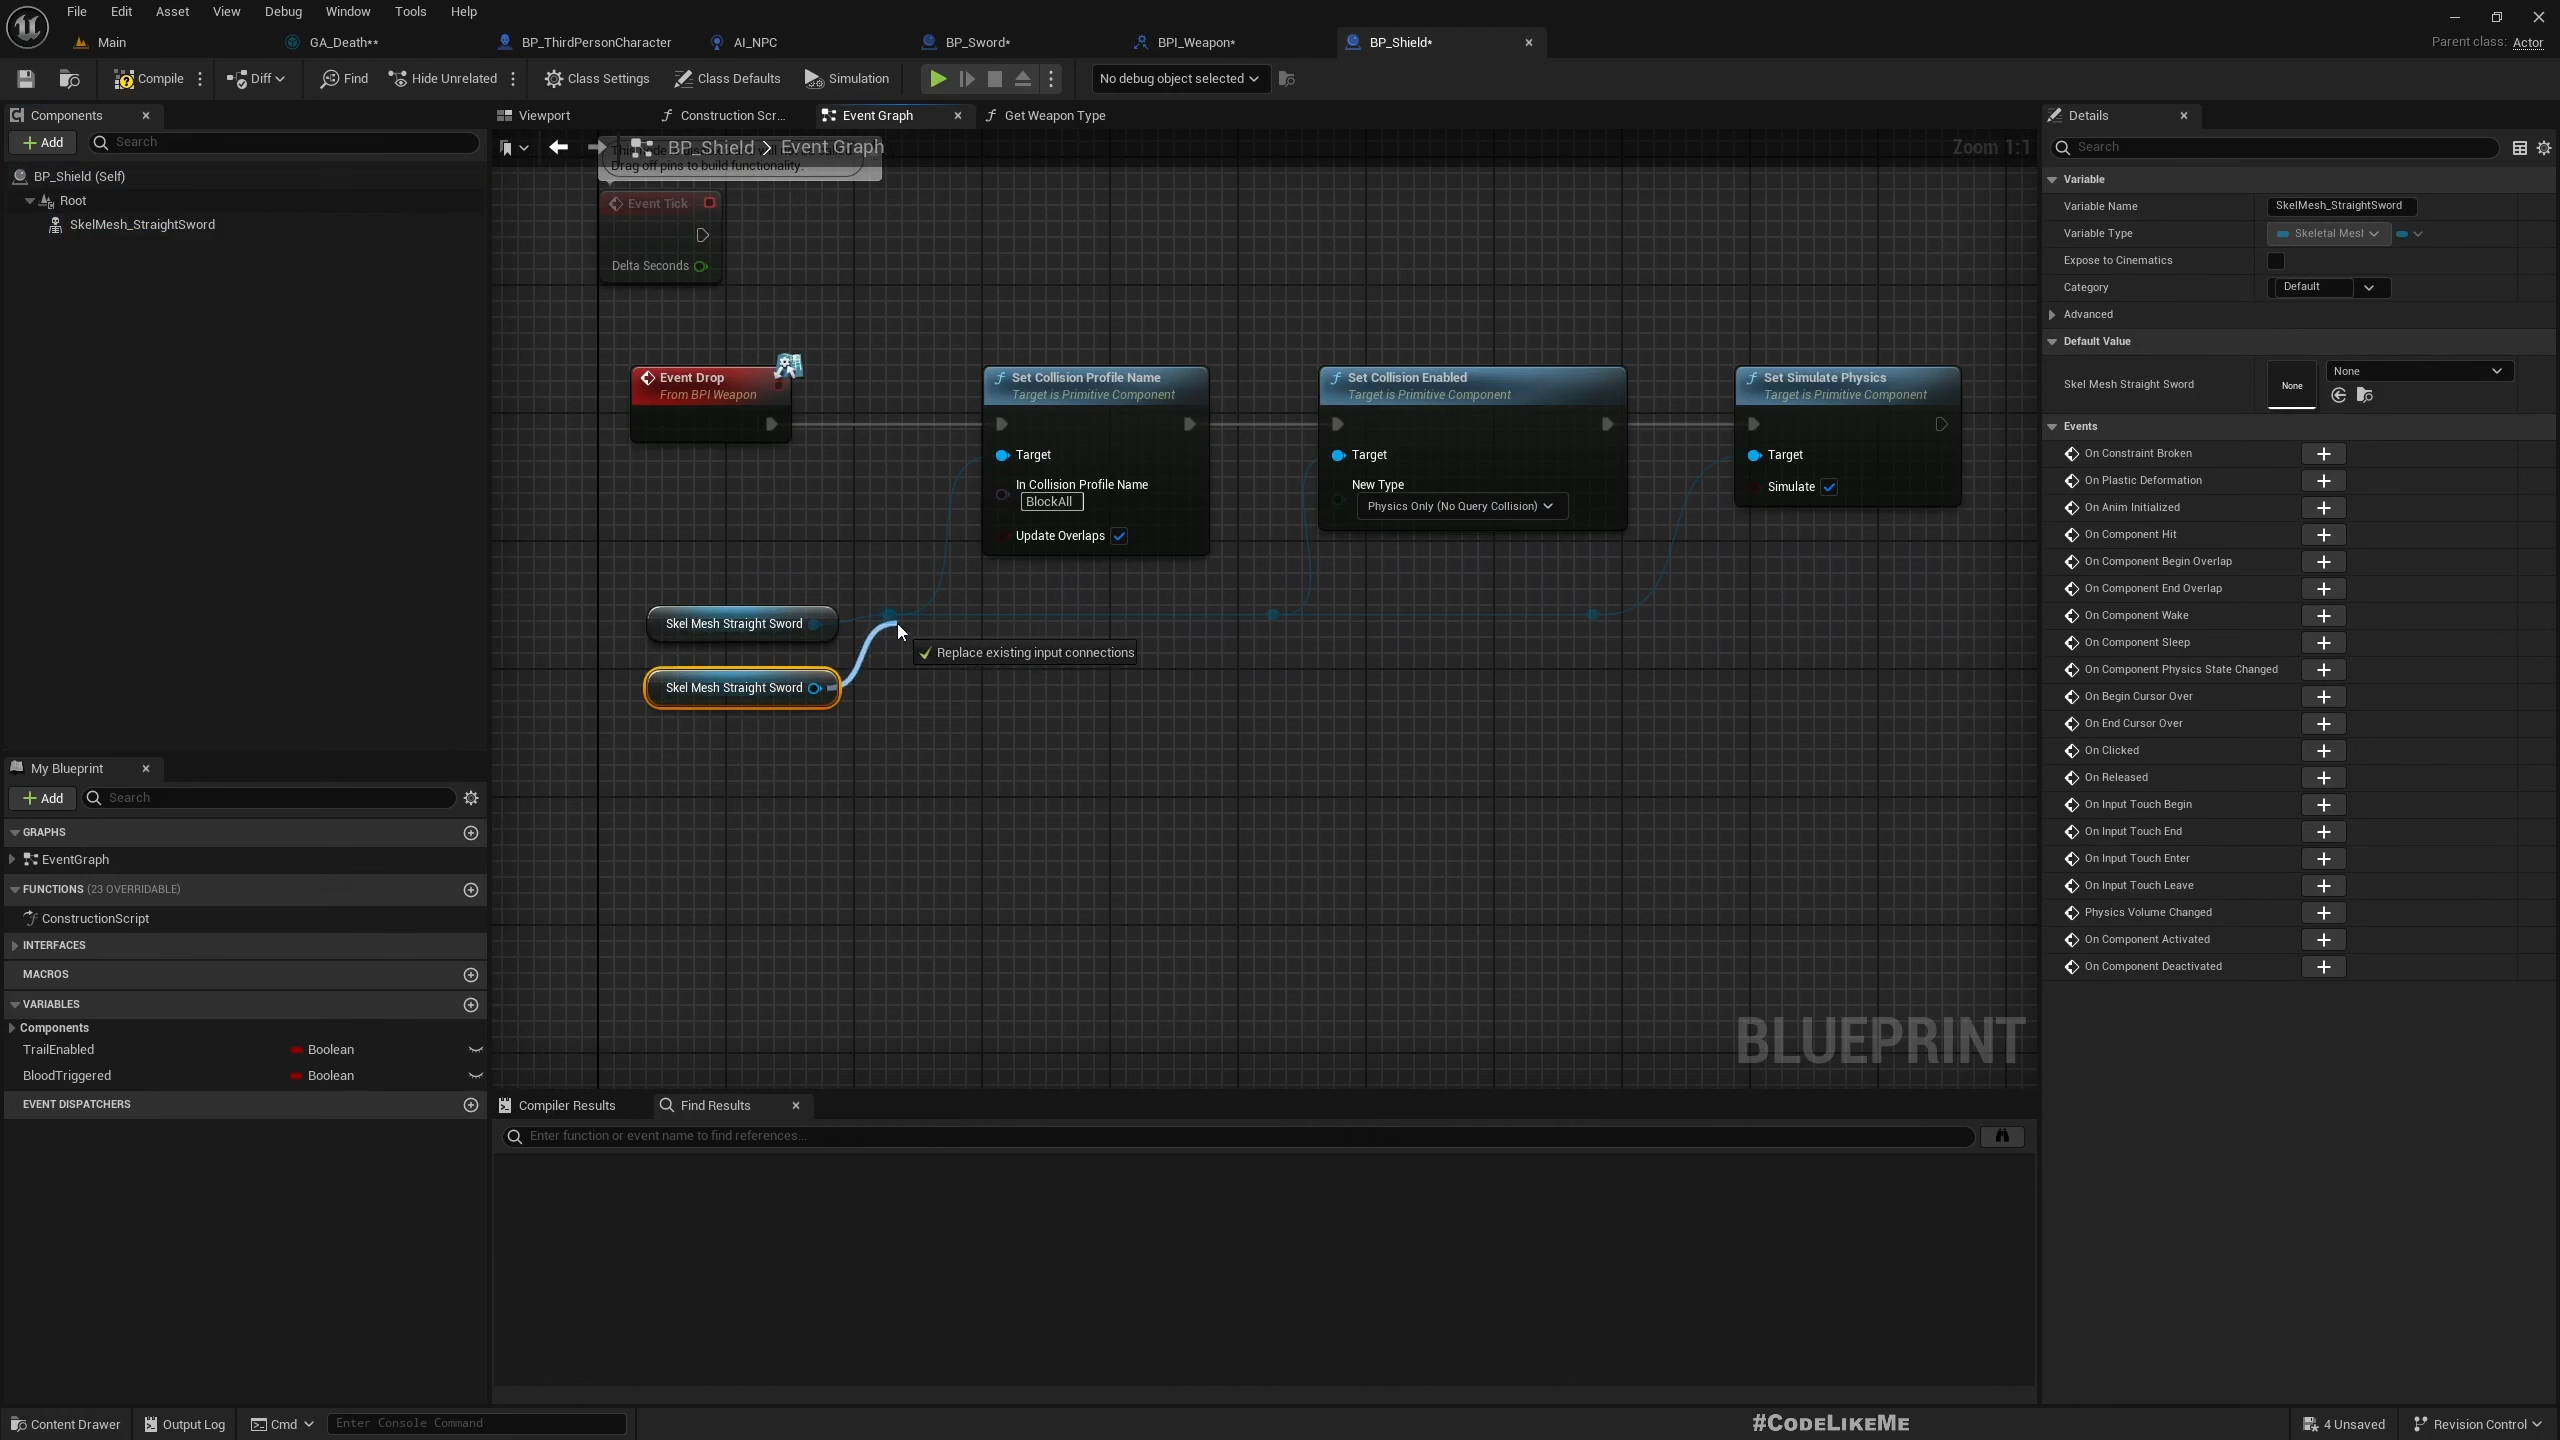 File Edit Asset View Debug Window Tools Help
Main GA_Death** BP_ThirdPersonCharacter AI_NPC BP_Sword* BPI_Weapon* BP_Shield*
Parent class: Actor
Compile Diff Find Hide Unrelated Class Settings Class Defaults Simulation No debug object selected
Components
Add Search
BP_Shield (Self)
Root
SkelMesh_StraightSword
My Blueprint
Add Search
GRAPHS
EventGraph
FUNCTIONS (23 OVERRIDABLE)
ConstructionScript
INTERFACES
MACROS
VARIABLES
Components
TrailEnabled Boolean
BloodTriggered Boolean
EVENT DISPATCHERS
Viewport Construction Scr... Event Graph Get Weapon Type
BP_Shield > Event Graph
Zoom 1:1
Drag off pins to build functionality.
Event Tick
Delta Seconds
Event Drop
From BPI Weapon
Set Collision Profile Name
Target is Primitive Component
Target
In Collision Profile Name
BlockAll
Update Overlaps
Set Collision Enabled
Target is Primitive Component
Target
New Type
Physics Only (No Query Collision)
Set Simulate Physics
Target is Primitive Component
Target
Simulate
Skel Mesh Straight Sword
Replace existing input connections
Skel Mesh Straight Sword
BLUEPRINT
Compiler Results Find Results
Enter function or event name to find references...
Details
Search
Variable
Variable Name SkelMesh_StraightSword
Variable Type Skeletal Mesl
Expose to Cinematics
Category Default
Advanced
Default Value
Skel Mesh Straight Sword None None
Events
On Constraint Broken
On Plastic Deformation
On Anim Initialized
On Component Hit
On Component Begin Overlap
On Component End Overlap
On Component Wake
On Component Sleep
On Component Physics State Changed
On Begin Cursor Over
On End Cursor Over
On Clicked
On Released
On Input Touch Begin
On Input Touch End
On Input Touch Enter
On Input Touch Leave
Physics Volume Changed
On Component Activated
On Component Deactivated
Content Drawer Output Log Cmd Enter Console Command #CODELIKEME 4 Unsaved Revision Control